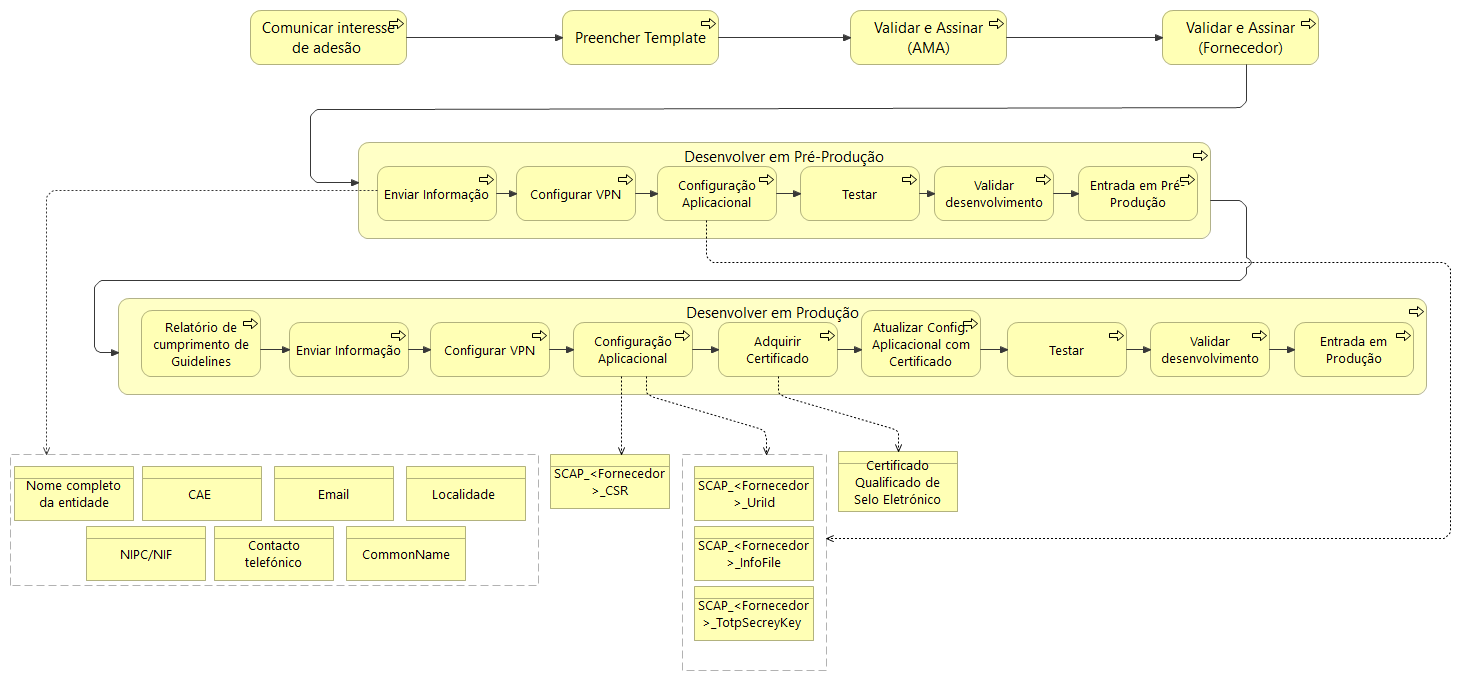 Comunicar interesse
de adesão
Preencher Template
Validar e Assinar
(AMA)
Validar e Assinar
(Fornecedor)
Desenvolver em Pré-Produção
Enviar Informação
Configurar VPN
Configuração
Aplicacional
Testar
Validar
desenvolvimento
Entrada em Pré-
Produção
Desenvolver em Produção
Relatório de
cumprimento de
Guidelines
Enviar Informação
Configurar VPN
Configuração
Aplicacional
Adquirir
Certificado
Atualizar Config.
Aplicacional com
Certificado
Testar
Validar
desenvolvimento
Entrada em
Produção
Nome completo
da entidade
CAE
Email
Localidade
NIPC/NIF
Contacto
telefónico
CommonName
SCAP_<Fornecedor
>_CSR
SCAP_<Fornecedor
>_UriId
SCAP_<Fornecedor
>_InfoFile
SCAP_<Fornecedor
>_TotpSecreyKey
Certificado
Qualificado de
Selo Eletrónico